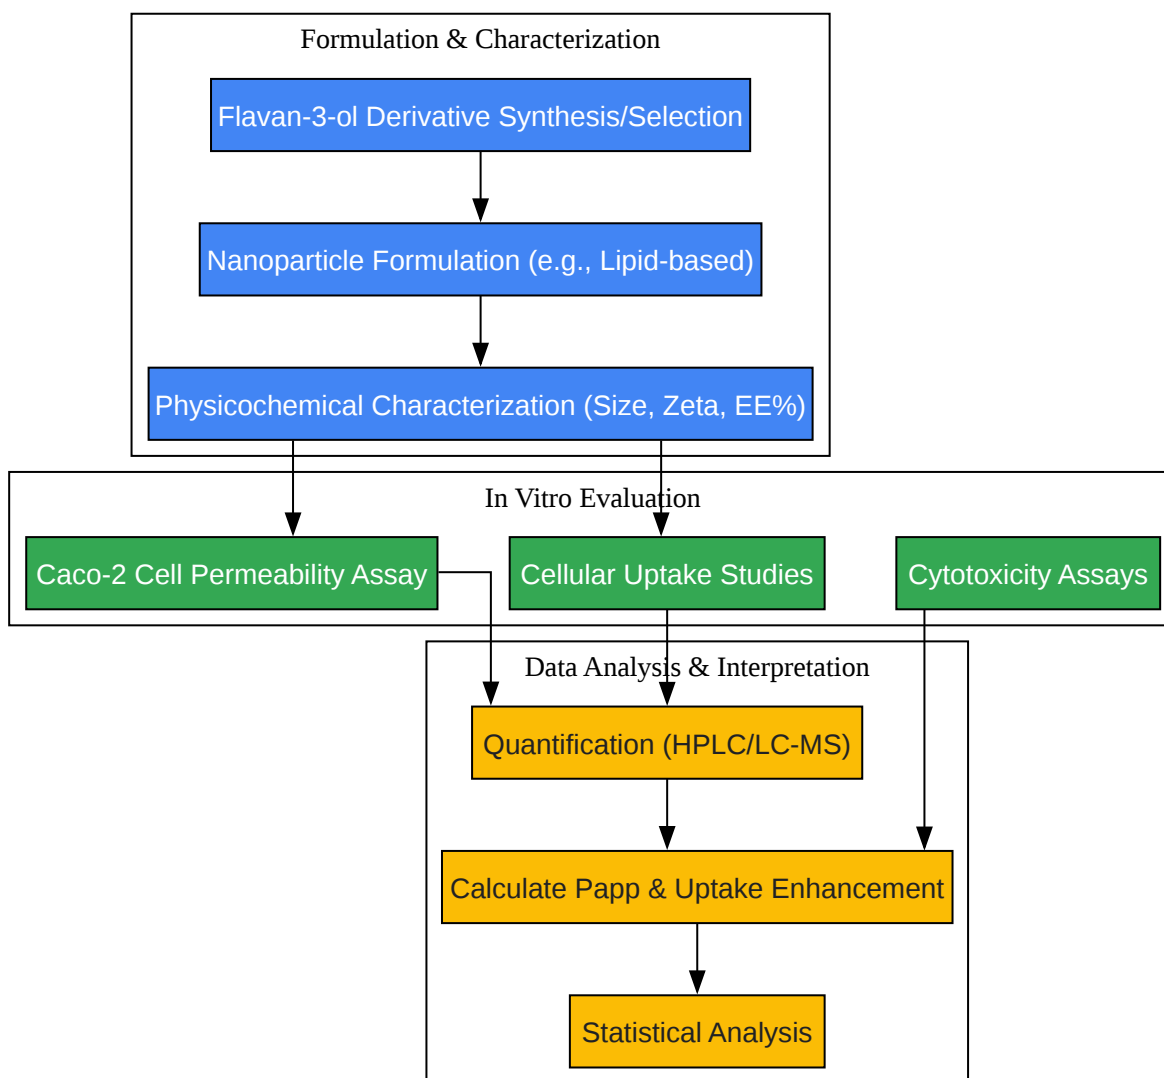 Formulation & Characterization
Flavan-3-ol Derivative Synthesis/Selection
Nanoparticle Formulation (e.g., Lipid-based)
Physicochemical Characterization (Size, Zeta, EE%)
In Vitro Evaluation
Caco-2 Cell Permeability Assay
Cellular Uptake Studies
Cytotoxicity Assays
Data Analysis & Interpretation
Quantification (HPLC/LC-MS)
Calculate Papp & Uptake Enhancement
Statistical Analysis